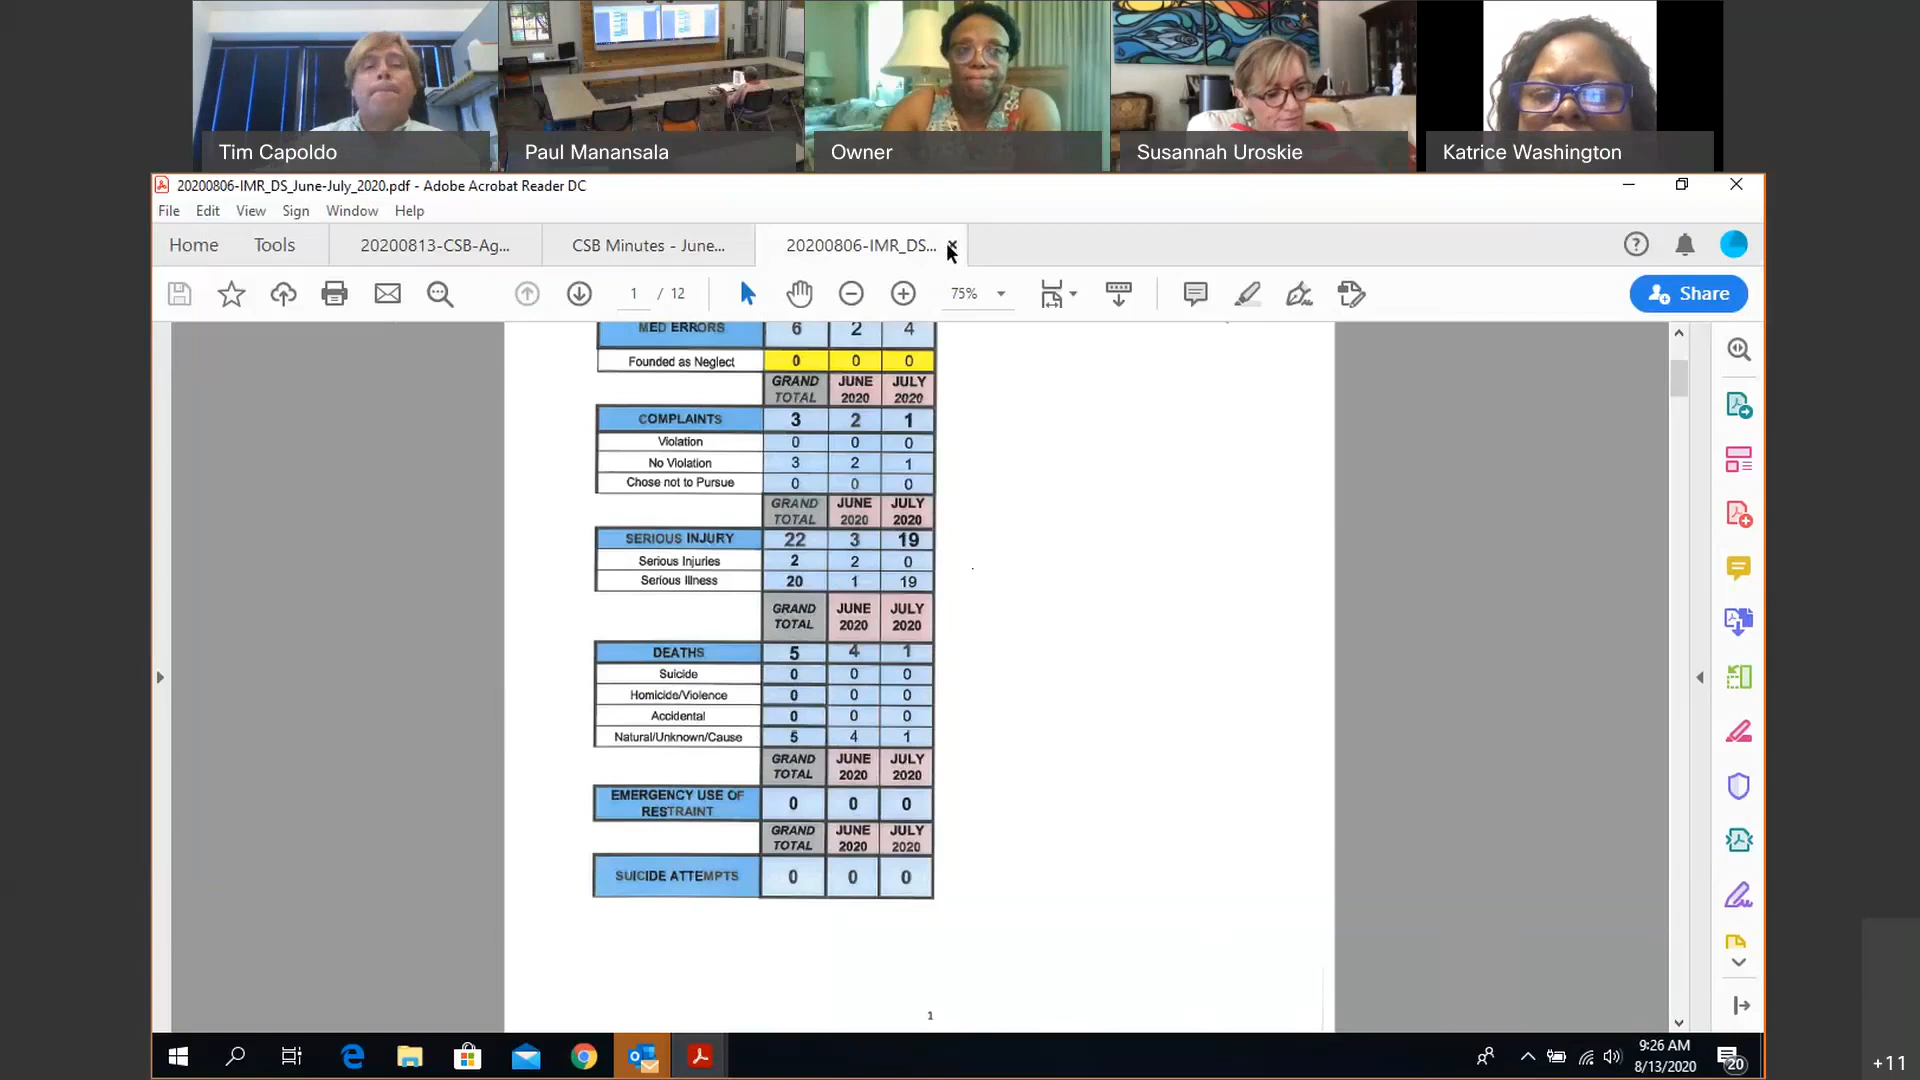 Tim Capoldo
Paul Manansala
Owner
Susannah Uroskie
Katrice Washington
20200806-IMR_DS_June-July_2020.pdf - Adobe Acrobat Reader DC
File Edit View Sign Window Help
Home Tools 20200813-CSB-Ag... CSB Minutes - June... 20200806-IMR_DS...
1 / 12 75% Share
MED ERRORS 6 2 4
Founded as Neglect 0 0 0
GRAND TOTAL JUNE 2020 JULY 2020
COMPLAINTS 3 2 1
Violation 0 0 0
No Violation 3 2 1
Chose not to Pursue 0 0 0
GRAND TOTAL JUNE 2020 JULY 2020
SERIOUS INJURY 22 3 19
Serious Injuries 2 2 0
Serious Illness 20 1 19
GRAND TOTAL JUNE 2020 JULY 2020
DEATHS 5 4 1
Suicide 0 0 0
Homicide/Violence 0 0 0
Accidental 0 0 0
Natural/Unknown/Cause 5 4 1
GRAND TOTAL JUNE 2020 JULY 2020
EMERGENCY USE OF RESTRAINT 0 0 0
GRAND TOTAL JUNE 2020 JULY 2020
SUICIDE ATTEMPTS 0 0 0
1
9:26 AM
8/13/2020
20
+11